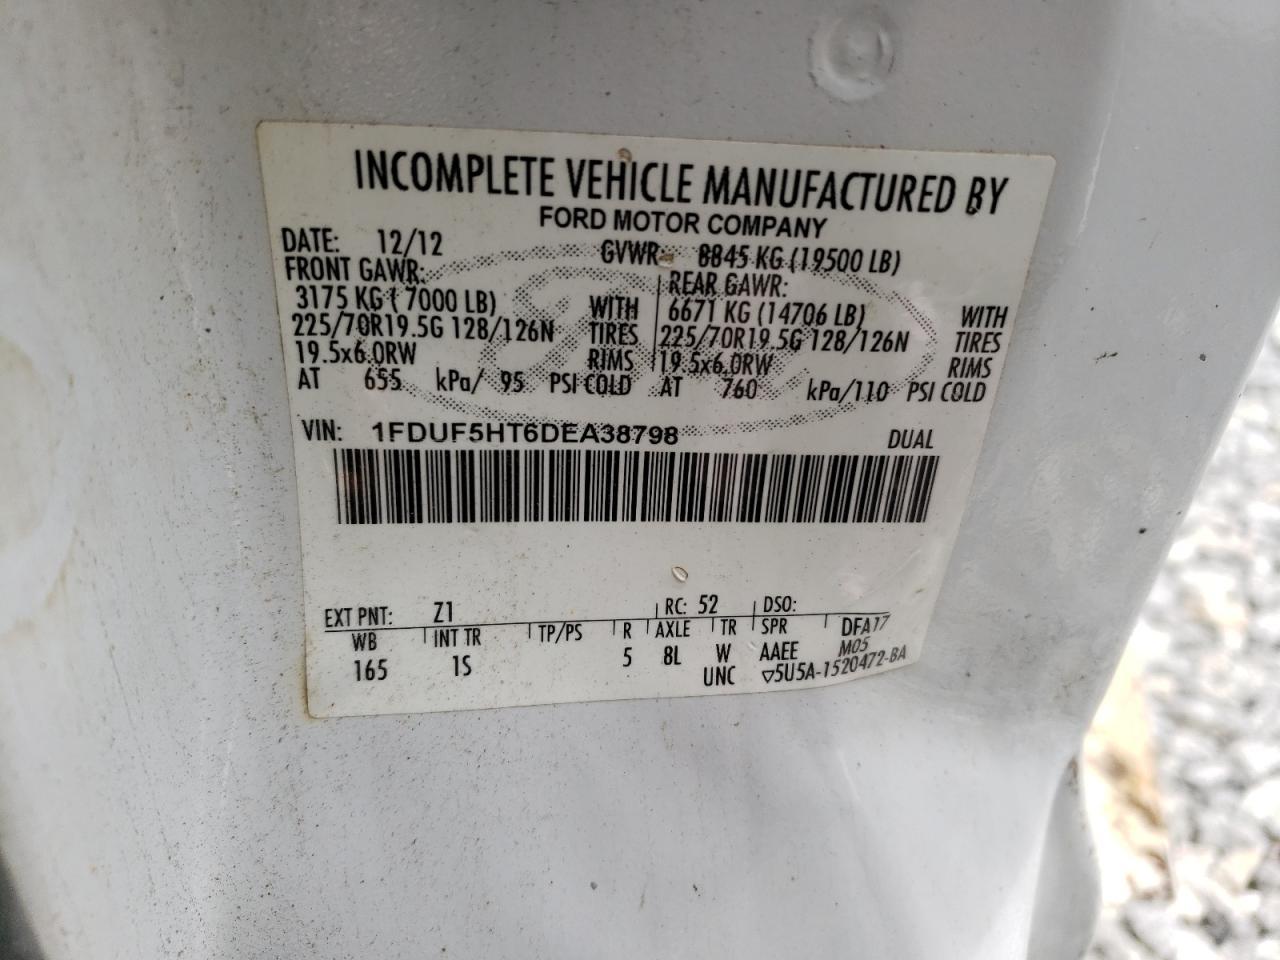 INCOMPLETE VEHICLE MANUFACTURED BY
FORD MOTOR COMPANY
DATE: 12/12 GVWR: 8845 KG (19500 LB)
FRONT GAWR: REAR GAWR:
3175 KG ( 7000 LB) WITH 6671 KG (14706 LB) WITH
225/70R19.5G 128/126N TIRES 225/70R19.5G 128/126N TIRES
19.5x6.0RW RIMS 19.5x6.0RW RIMS
AT 655 kPa/ 95 PSI COLD AT 760 kPa/110 PSI COLD
VIN: 1FDUF5HT6DEA38798 DUAL
EXT PNT: Z1 RC: 52 DSO:
WB INT TR TP/PS R AXLE TR SPR DFA17
165 1S 5 8L W AAEE M05
UNC ▽5U5A-1520472-BA